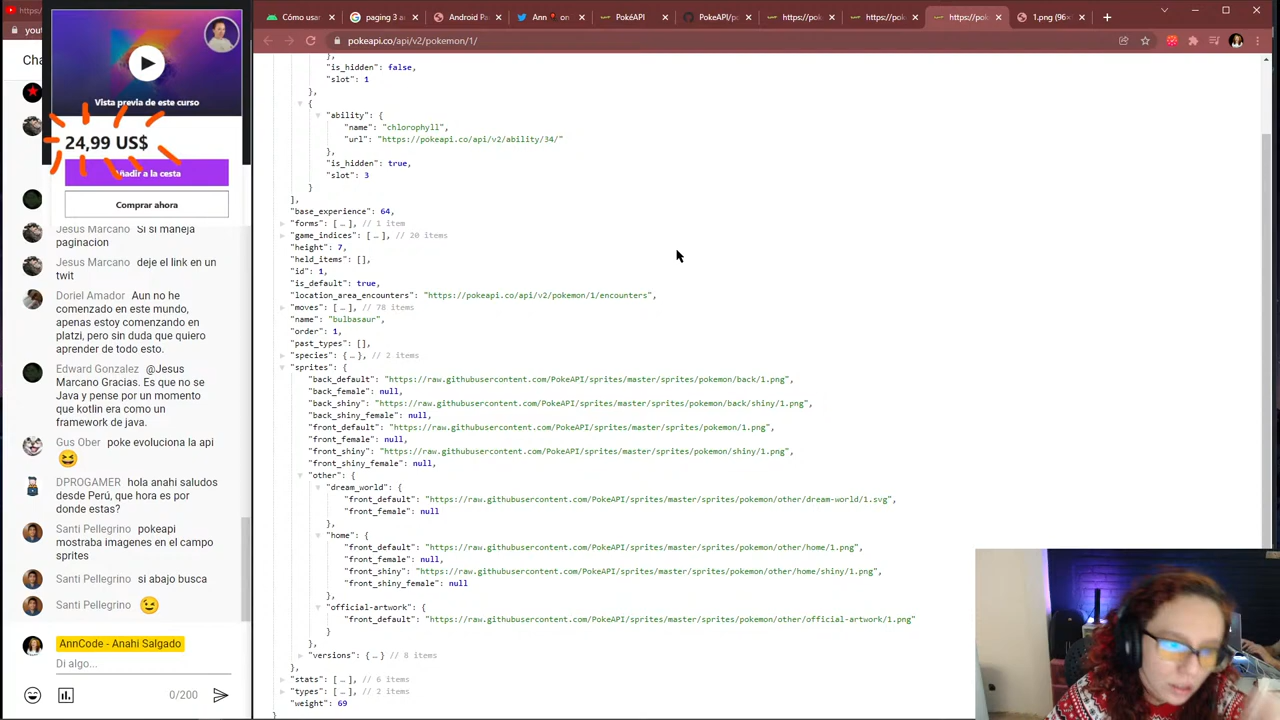 Cómo usar
paging 3 a
Android Pa
Ann
on
PokéAPI
PokeAPI/p
https://pok
https://pok
https://pok
1.png (96×
pokeapi.co/api/v2/pokemon/1/
Vista previa de este curso
24,99 US$
Añadir a la cesta
Comprar ahora
Jesus Marcano Si si maneja
paginacion
Jesus Marcano deje el link en un
twit
Doriel Amador Aun no he
comenzado en este mundo,
apenas estoy comenzando en
platzi, pero sin duda que quiero
aprender de todo esto.
Edward Gonzalez @Jesus
Marcano Gracias. Es que no se
Java y pense por un momento
que kotlin era como un
framework de java.
Gus Ober poke evoluciona la api
DPROGAMER hola anahi saludos
desde Perú, que hora es por
donde estas?
Santi Pellegrino pokeapi
mostraba imagenes en el campo
sprites
Santi Pellegrino si abajo busca
Santi Pellegrino
AnnCode - Anahi Salgado
Di algo...
0/200
},
"is_hidden": false,
"slot": 1
},
{
"ability": {
"name": "chlorophyll",
"url": "https://pokeapi.co/api/v2/ability/34/"
},
"is_hidden": true,
"slot": 3
}
],
"base_experience": 64,
"forms": [ … ], // 1 item
"game_indices": [ … ], // 20 items
"height": 7,
"held_items": [],
"id": 1,
"is_default": true,
"location_area_encounters": "https://pokeapi.co/api/v2/pokemon/1/encounters",
"moves": [ … ], // 78 items
"name": "bulbasaur",
"order": 1,
"past_types": [],
"species": { … }, // 2 items
"sprites": {
"back_default": "https://raw.githubusercontent.com/PokeAPI/sprites/master/sprites/pokemon/back/1.png",
"back_female": null,
"back_shiny": "https://raw.githubusercontent.com/PokeAPI/sprites/master/sprites/pokemon/back/shiny/1.png",
"back_shiny_female": null,
"front_default": "https://raw.githubusercontent.com/PokeAPI/sprites/master/sprites/pokemon/1.png",
"front_female": null,
"front_shiny": "https://raw.githubusercontent.com/PokeAPI/sprites/master/sprites/pokemon/shiny/1.png",
"front_shiny_female": null,
"other": {
"dream_world": {
"front_default": "https://raw.githubusercontent.com/PokeAPI/sprites/master/sprites/pokemon/other/dream-world/1.svg",
"front_female": null
},
"home": {
"front_default": "https://raw.githubusercontent.com/PokeAPI/sprites/master/sprites/pokemon/other/home/1.png",
"front_female": null,
"front_shiny": "https://raw.githubusercontent.com/PokeAPI/sprites/master/sprites/pokemon/other/home/shiny/1.png",
"front_shiny_female": null
},
"official-artwork": {
"front_default": "https://raw.githubusercontent.com/PokeAPI/sprites/master/sprites/pokemon/other/official-artwork/1.png"
}
},
"versions": { … } // 8 items
},
"stats": [ … ], // 6 items
"types": [ … ], // 2 items
"weight": 69
}